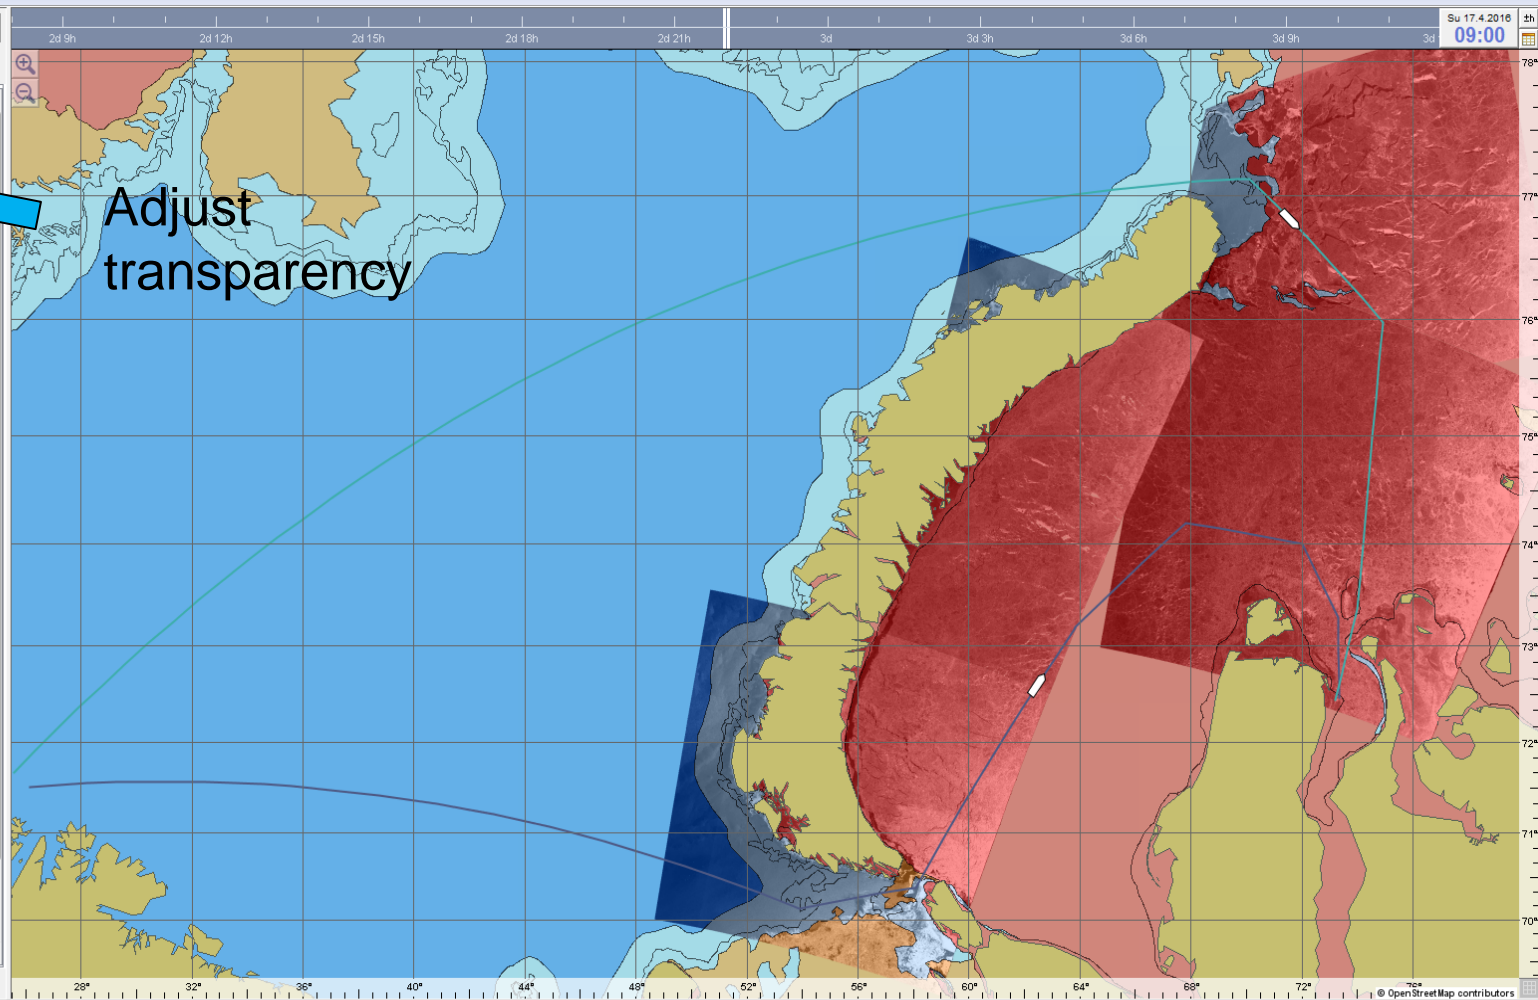 2d 9h 2d 12h 2d 15h 2d 18h 2d 21h 3d 3d 3h 3d 6h 3d 9h
Su 17.4.2016
09:00
±h
Adjust
transparency
78°
77°
76°
75°
74°
73°
72°
71°
70°
28° 32° 36° 40° 44° 48° 52° 56° 60° 64° 68° 72° 76°
© OpenStreetMap contributors